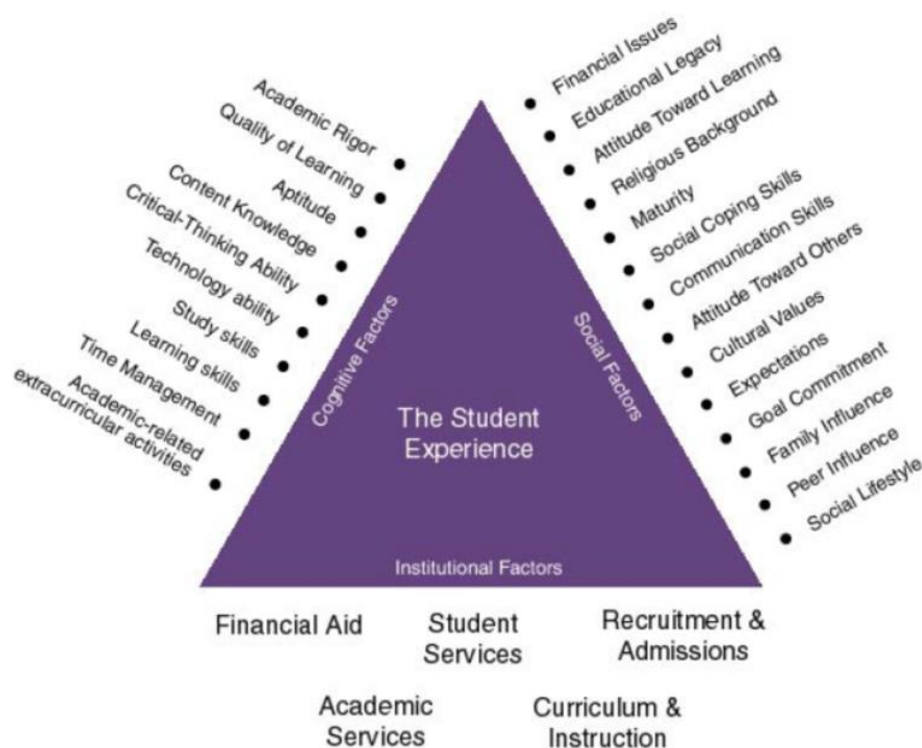 Academic Rigor
Quality of Learning
Aptitude
Content Knowledge
Critical-Thinking Ability
Technology ability
Study skills
Learning skills
Time Management
Academic-related
extracurricular activities
Cognitive Factors
Financial Issues
Educational Legacy
Attitude Toward Learning
Religious Background
Maturity
Social Coping Skills
Communication Skills
Attitude Toward Others
Cultural Values
Expectations
Goal Commitment
Family Influence
Peer Influence
Social Lifestyle
Social Factors
The Student
Experience
Institutional Factors
Financial Aid
Student
Services
Recruitment &
Admissions
Academic
Services
Curriculum &
Instruction